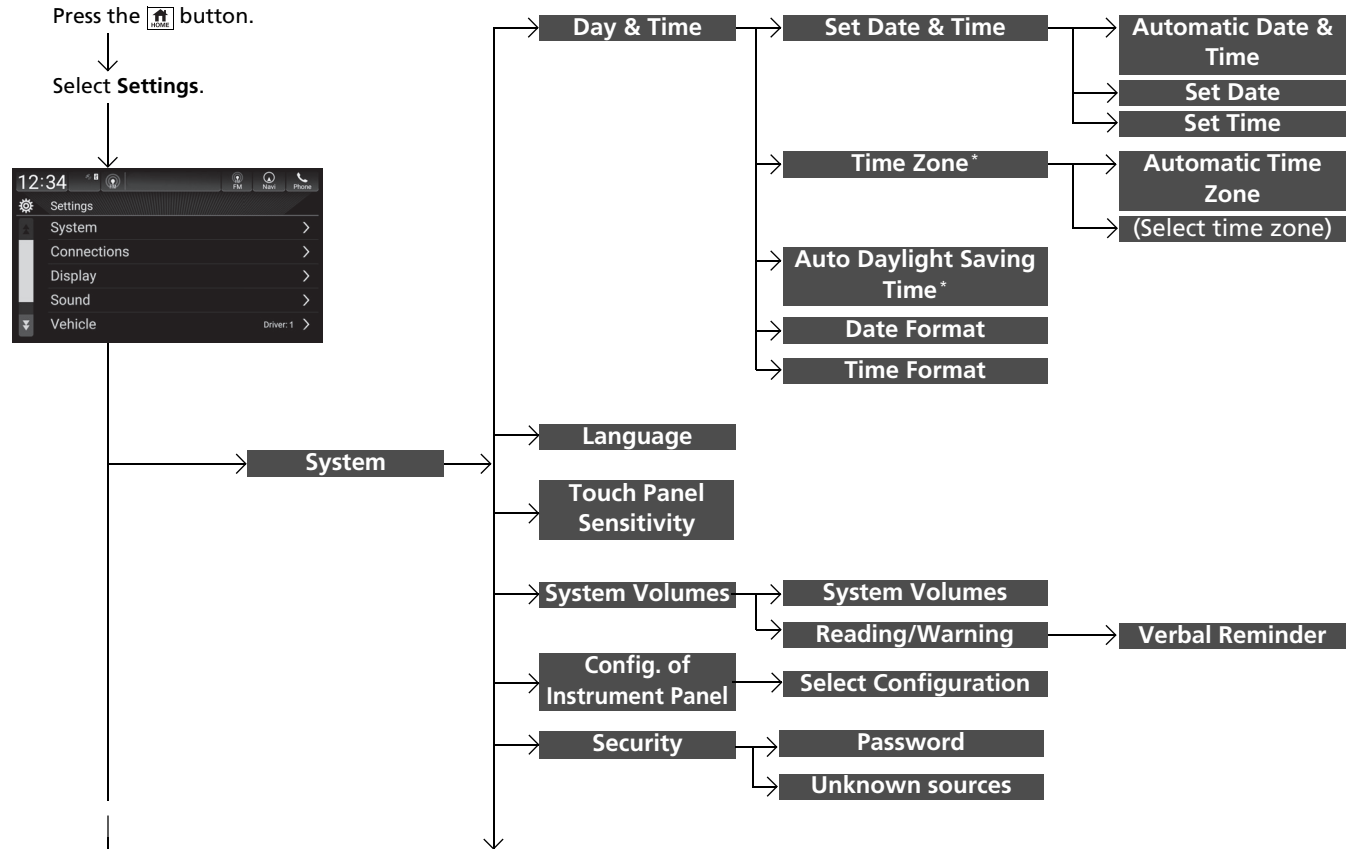 Press the HOME button.
Select Settings.
12:34
FM
Navi
Phone
Settings
System
Connections
Display
Sound
Vehicle
Driver: 1
System
Day & Time
Set Date & Time
Automatic Date &
Time
Set Date
Set Time
Time Zone*
Automatic Time
Zone
(Select time zone)
Auto Daylight Saving
Time*
Date Format
Time Format
Language
Touch Panel
Sensitivity
System Volumes
System Volumes
Reading/Warning
Verbal Reminder
Config. of
Instrument Panel
Select Configuration
Security
Password
Unknown sources